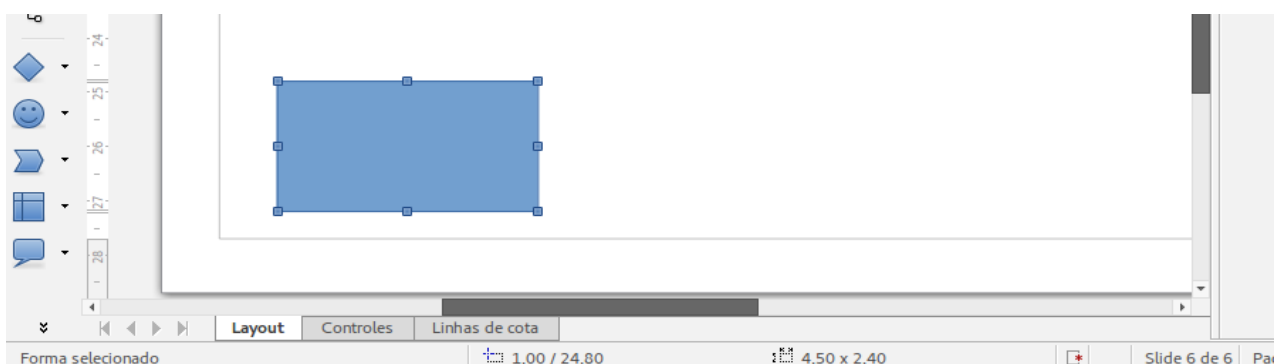 24
25
26
27
28
Layout Controles Linhas de cota
Forma selecionado 1,00 / 24,80 4,50 x 2,40 Slide 6 de 6